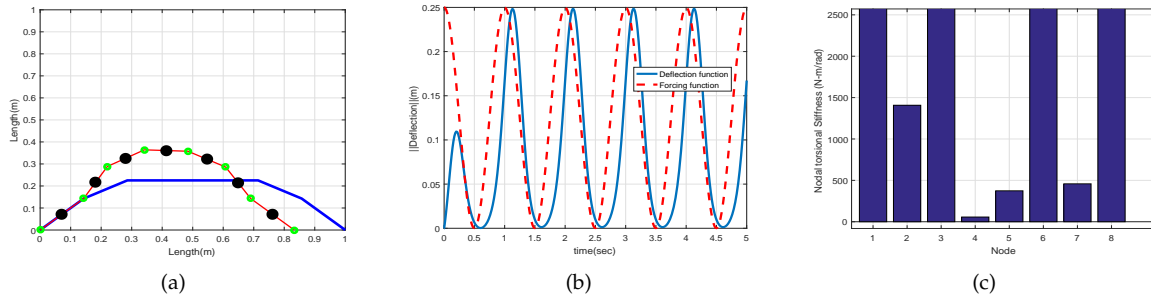 1
0.9
0.8
0.7
0.6
0.5
0.4
0.3
0.2
0.1
0
Length(m)
0 0.1 0.2 0.3 0.4 0.5 0.6 0.7 0.8 0.9 1
Length(m)
(a)
0.25
0.2
0.15
0.1
0.05
0
||Deflection||(m)
Deflection function
Forcing function
0 0.5 1 1.5 2 2.5 3 3.5 4 4.5 5
time(sec)
(b)
2500
2000
1500
1000
500
0
Nodal torsional Stiffness (N-m/rad)
1 2 3 4 5 6 7 8
Node
(c)